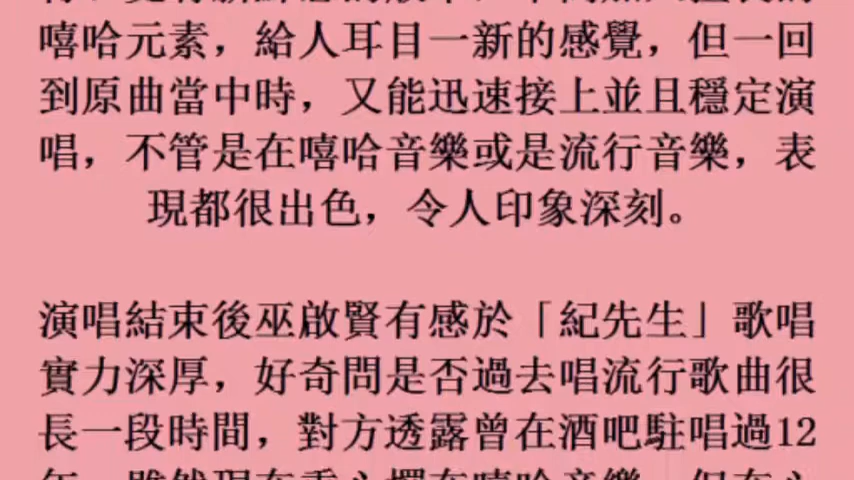 嘻哈元素，給人耳目一新的感覺，但一回
到原曲當中時，又能迅速接上並且穩定演
唱，不管是在嘻哈音樂或是流行音樂，表
現都很出色，令人印象深刻。
演唱結束後巫啟賢有感於「紀先生」歌唱
實力深厚，好奇問是否過去唱流行歌曲很
長一段時間，對方透露曾在酒吧駐唱過12